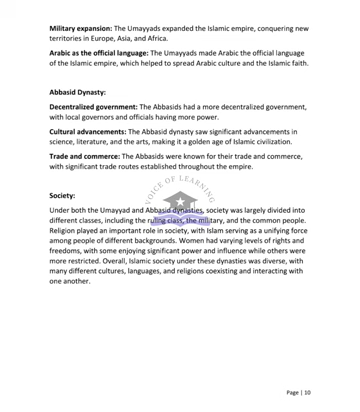 Military expansion: The Umayyads expanded the Islamic empire, conquering new
territories in Europe, Asia, and Africa.
Arabic as the official language: The Umayyads made Arabic the official language
of the Islamic empire, which helped to spread Arabic culture and the Islamic faith.
Abbasid Dynasty:
Decentralized government: The Abbasids had a more decentralized government,
with local governors and officials having more power.
Cultural advancements: The Abbasid dynasty saw significant advancements in
science, literature, and the arts, making it a golden age of Islamic civilization.
Trade and commerce: The Abbasids were known for their trade and commerce,
with significant trade routes established throughout the empire.
VOICE OF LEARNING
Society:
Under both the Umayyad and Abbasid dynasties, society was largely divided into
different classes, including the ruling class, the military, and the common people.
Religion played an important role in society, with Islam serving as a unifying force
among people of different backgrounds. Women had varying levels of rights and
freedoms, with some enjoying significant power and influence while others were
more restricted. Overall, Islamic society under these dynasties was diverse, with
many different cultures, languages, and religions coexisting and interacting with
one another.
Page | 10